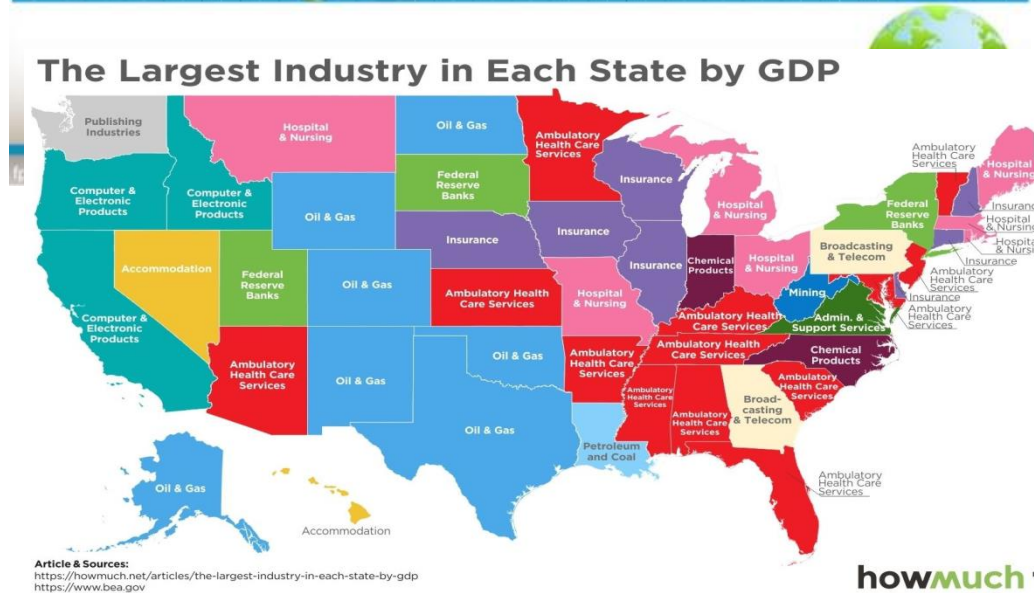 The Largest Industry in Each State by GDP
Publishing
Industries
Hospital
& Nursing
Oil & Gas
Ambulatory
Health Care
Services
Computer &
Electronic
Products
Computer &
Electronic
Products
Oil & Gas
Federal
Reserve
Banks
Insurance
Hospital
& Nursing
Ambulatory
Health Care
Services
Hospital
& Nursing
Insurance
Hospital
& Nursing
Hospital
& Nursi
Insurance
Federal
Reserve
Banks
Accommodation
Federal
Reserve
Banks
Oil & Gas
Insurance
Insurance
Insurance
Chemical
Products
Hospital
& Nursing
Broadcasting
& Telecom
Ambulatory
Health Care
Services
Insurance
Ambulatory
Health Care
Services
Computer &
Electronic
Products
Ambulatory Health
Care Services
Hospital
& Nursing
Ambulatory Health
Care Services
Mining
Admin. &
Support Services
Ambulatory
Health Care
Services
Oil & Gas
Oil & Gas
Ambulatory
Health Care
Services
Ambulatory Health
Care Services
Chemical
Products
Oil & Gas
Petroleum
and Coal
Ambulatory
Health Care
Services
Ambulatory
Health Care
Services
Broad-
casting
& Telecom
Ambulatory
Health Care
Services
Ambulatory
Health Care
Services
Oil & Gas
Accommodation
Article & Sources:
https://howmuch.net/articles/the-largest-industry-in-each-state-by-gdp
https://www.bea.gov
howmuch